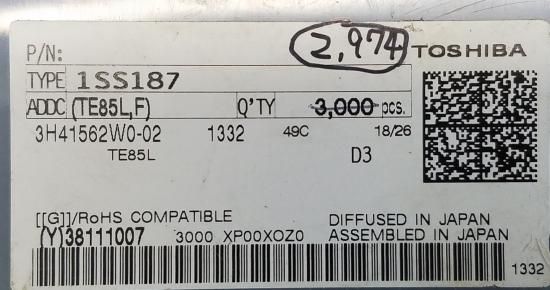 P/N: 2,974 TOSHIBA
TYPE 1SS187
ADDC (TE85L,F) Q'TY 3,000 pcs.
3H41562W0-02 1332 49C 18/26
TE85L D3
[[G]]/RoHS COMPATIBLE DIFFUSED IN JAPAN
(Y)38111007 3000 XP00XOZ0 ASSEMBLED IN JAPAN
1332